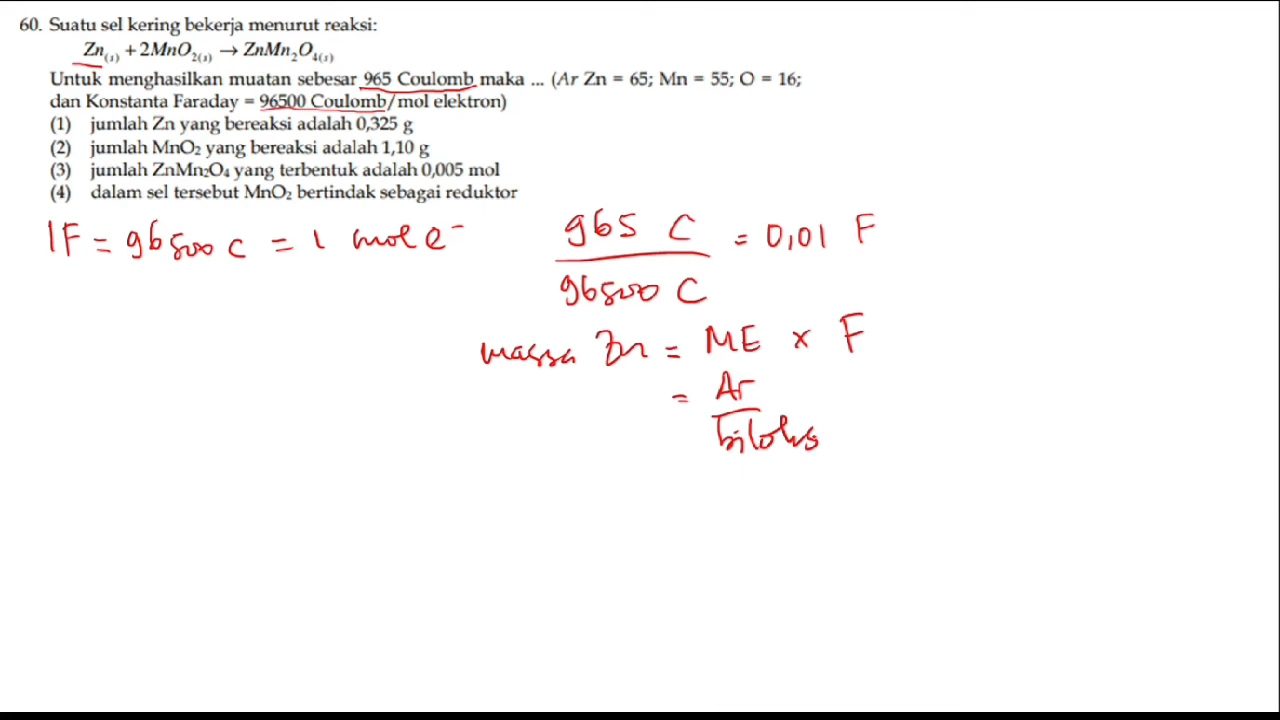 60. Suatu sel kering bekerja menurut reaksi:
Zn(s) + 2MnO2(s) → ZnMn2O4(s)
Untuk menghasilkan muatan sebesar 965 Coulomb maka ... (Ar Zn = 65; Mn = 55; O = 16;
dan Konstanta Faraday = 96500 Coulomb/mol elektron)
(1) jumlah Zn yang bereaksi adalah 0,325 g
(2) jumlah MnO2 yang bereaksi adalah 1,10 g
(3) jumlah ZnMn2O4 yang terbentuk adalah 0,005 mol
(4) dalam sel tersebut MnO2 bertindak sebagai reduktor
1F = 96500 C = 1 mol e⁻
965 C
= 0,01 F
96500 C
massa Zn = ME x F
= Ar
biloks